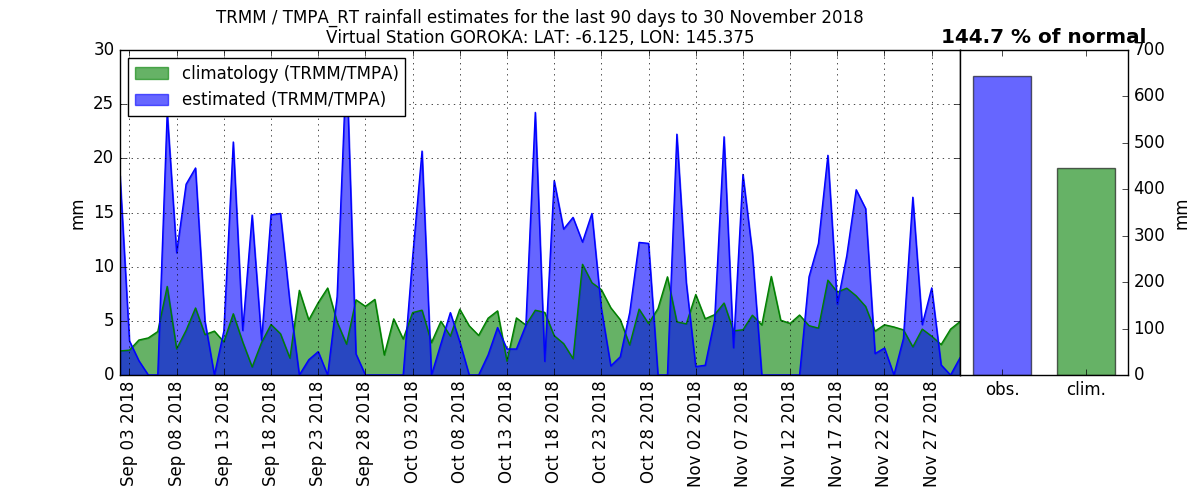 TRMM / TMPA_RT rainfall estimates for the last 90 days to 30 November 2018
Virtual Station GOROKA: LAT: -6.125, LON: 145.375
144.7 % of normal
climatology (TRMM/TMPA)
estimated (TRMM/TMPA)
30
25
20
15
10
5
0
mm
Sep 03 2018
Sep 08 2018
Sep 13 2018
Sep 18 2018
Sep 23 2018
Sep 28 2018
Oct 03 2018
Oct 08 2018
Oct 13 2018
Oct 18 2018
Oct 23 2018
Oct 28 2018
Nov 02 2018
Nov 07 2018
Nov 12 2018
Nov 17 2018
Nov 22 2018
Nov 27 2018
700
600
500
400
300
200
100
0
mm
obs.
clim.